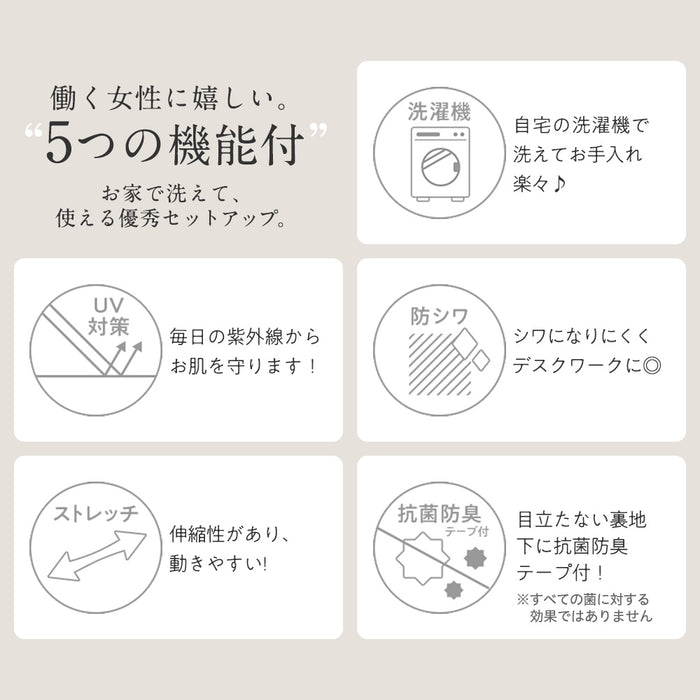 働く女性に嬉しい。
“5つの機能付”
お家で洗えて、
使える優秀セットアップ。
洗濯機
自宅の洗濯機で
洗えてお手入れ
楽々♪
UV
対策
毎日の紫外線から
お肌を守ります！
防シワ
シワになりにくく
デスクワークに◎
ストレッチ
伸縮性があり、
動きやすい!
抗菌防臭
テープ付
目立たない裏地
下に抗菌防臭
テープ付！
※すべての菌に対する
効果ではありません